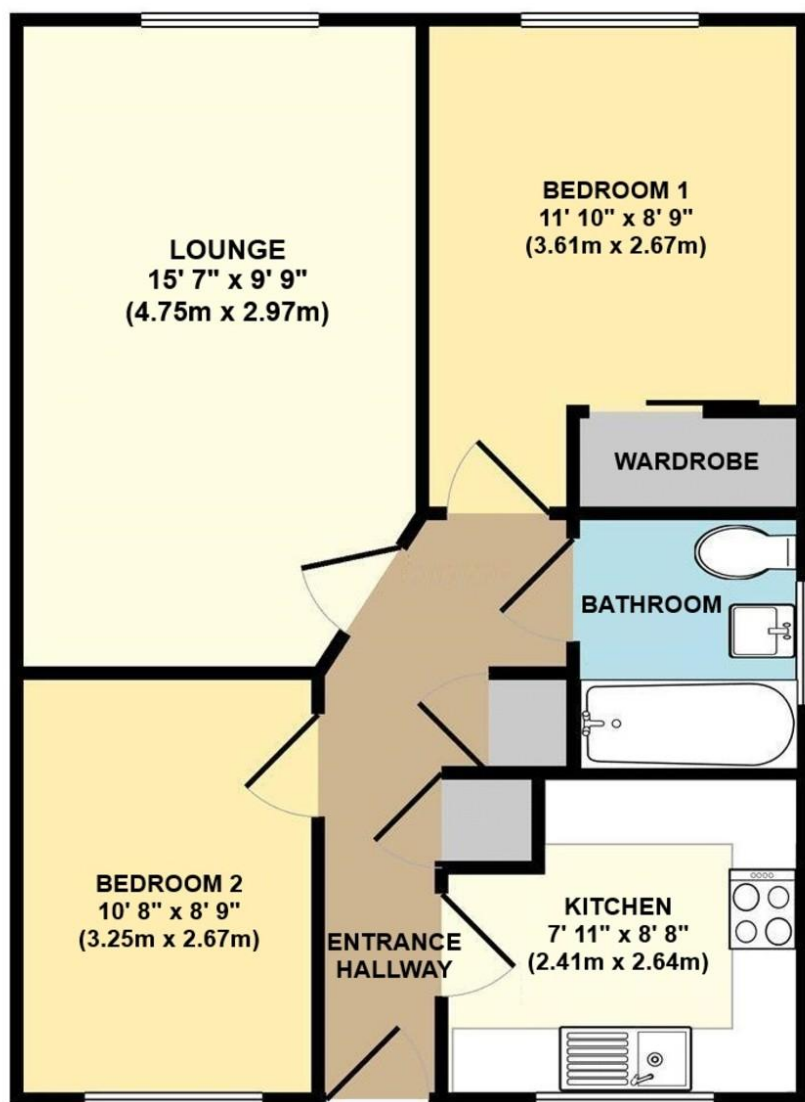 LOUNGE
15' 7" x 9' 9"
(4.75m x 2.97m)
BEDROOM 1
11' 10" x 8' 9"
(3.61m x 2.67m)
WARDROBE
BATHROOM
BEDROOM 2
10' 8" x 8' 9"
(3.25m x 2.67m)
ENTRANCE
HALLWAY
KITCHEN
7' 11" x 8' 8"
(2.41m x 2.64m)